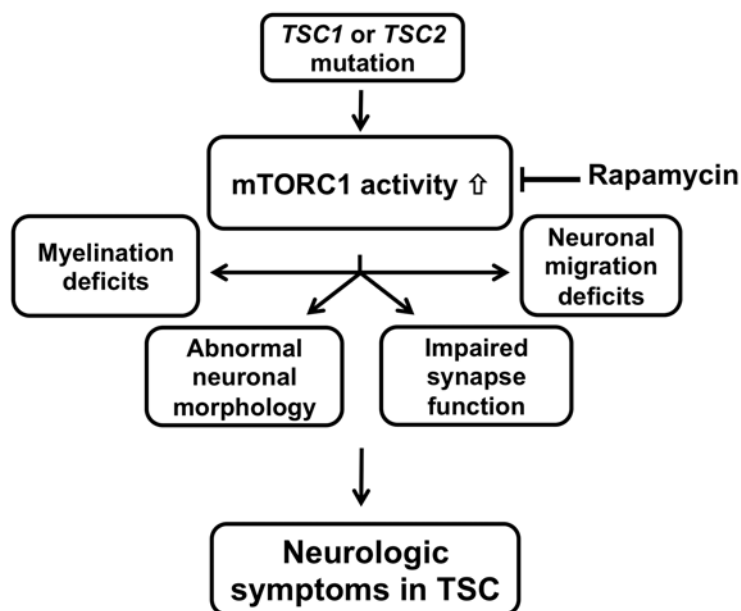 TSC1 or TSC2
mutation
mTORC1 activity ⇧
Rapamycin
Myelination
deficits
Neuronal
migration
deficits
Abnormal
neuronal
morphology
Impaired
synapse
function
Neurologic
symptoms in TSC